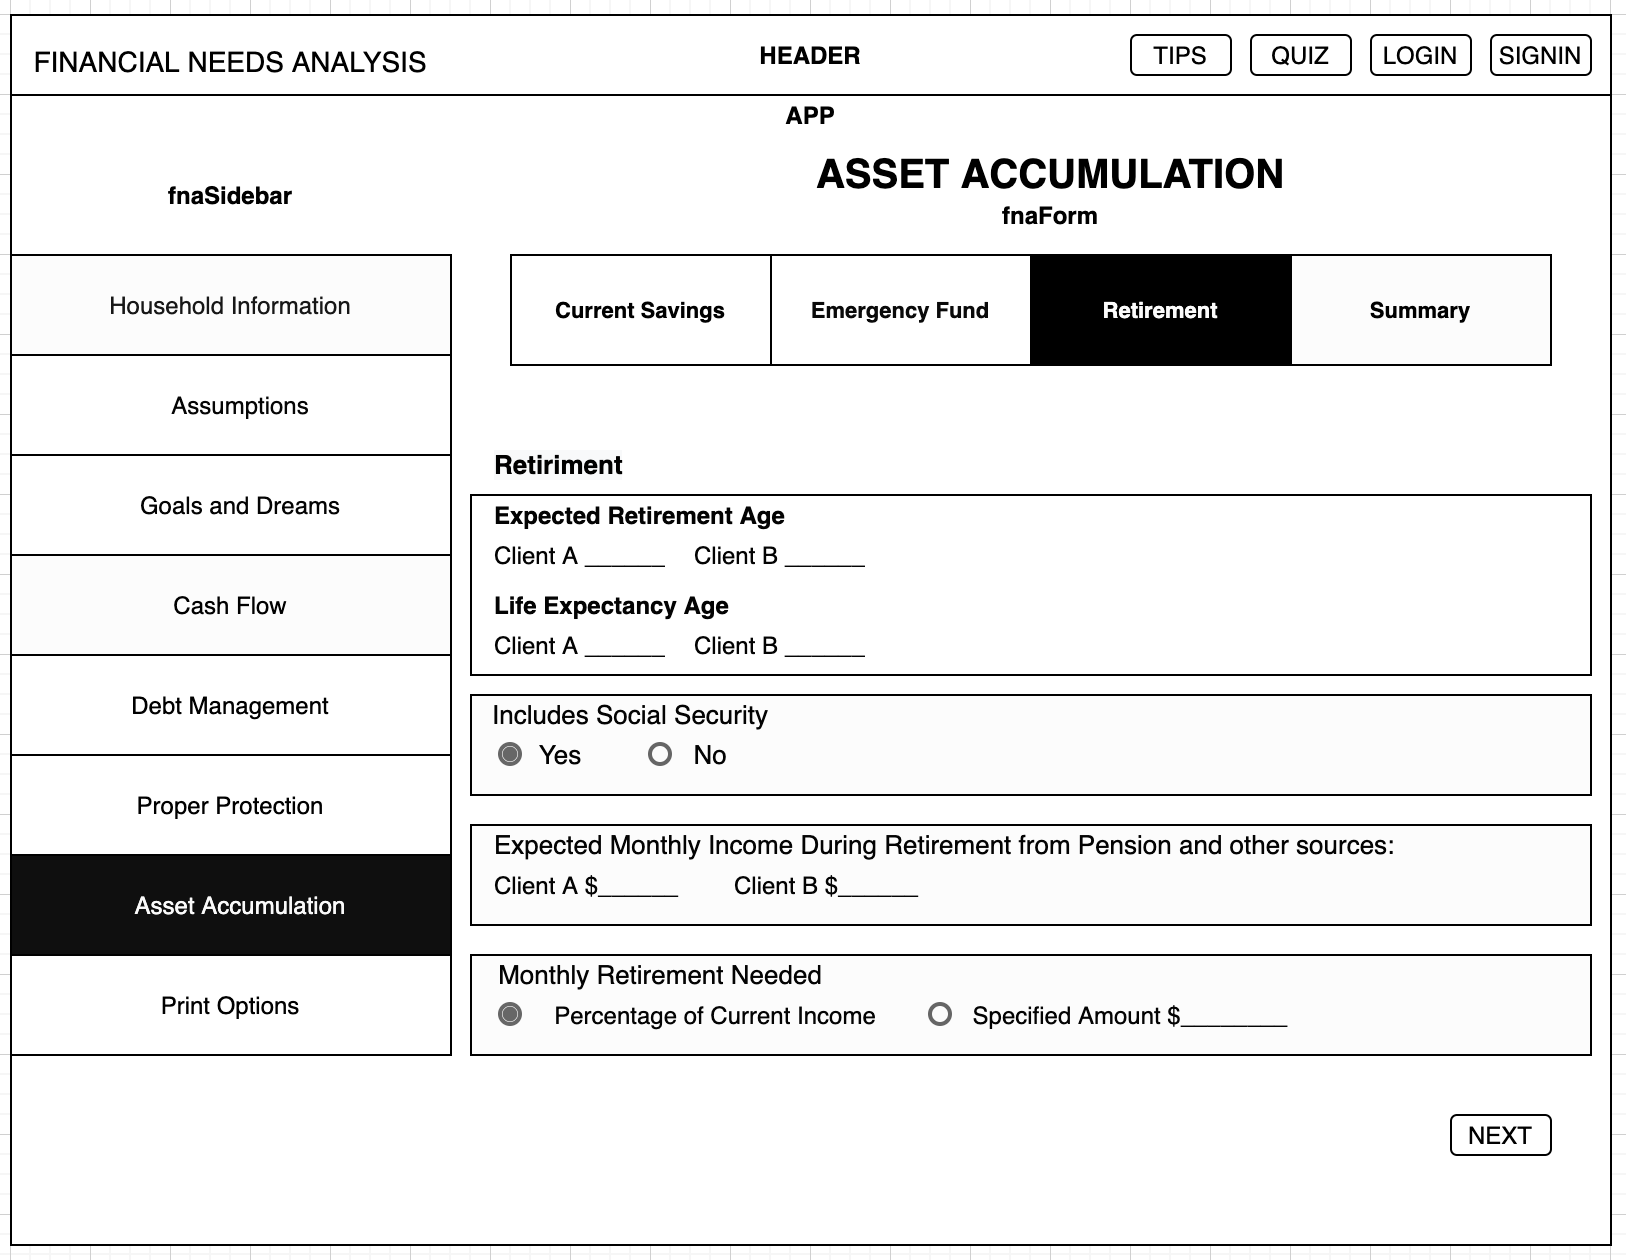 FINANCIAL NEEDS ANALYSIS
HEADER
TIPS
QUIZ
LOGIN
SIGNIN
APP
fnaSidebar
ASSET ACCUMULATION
fnaForm
Household Information
Assumptions
Goals and Dreams
Cash Flow
Debt Management
Proper Protection
Asset Accumulation
Print Options
Current Savings
Emergency Fund
Retirement
Summary
Retiriment
Expected Retirement Age
Client A ______ Client B ______
Life Expectancy Age
Client A ______ Client B ______
Includes Social Security
Yes No
Expected Monthly Income During Retirement from Pension and other sources:
Client A $______ Client B $______
Monthly Retirement Needed
Percentage of Current Income Specified Amount $________
NEXT